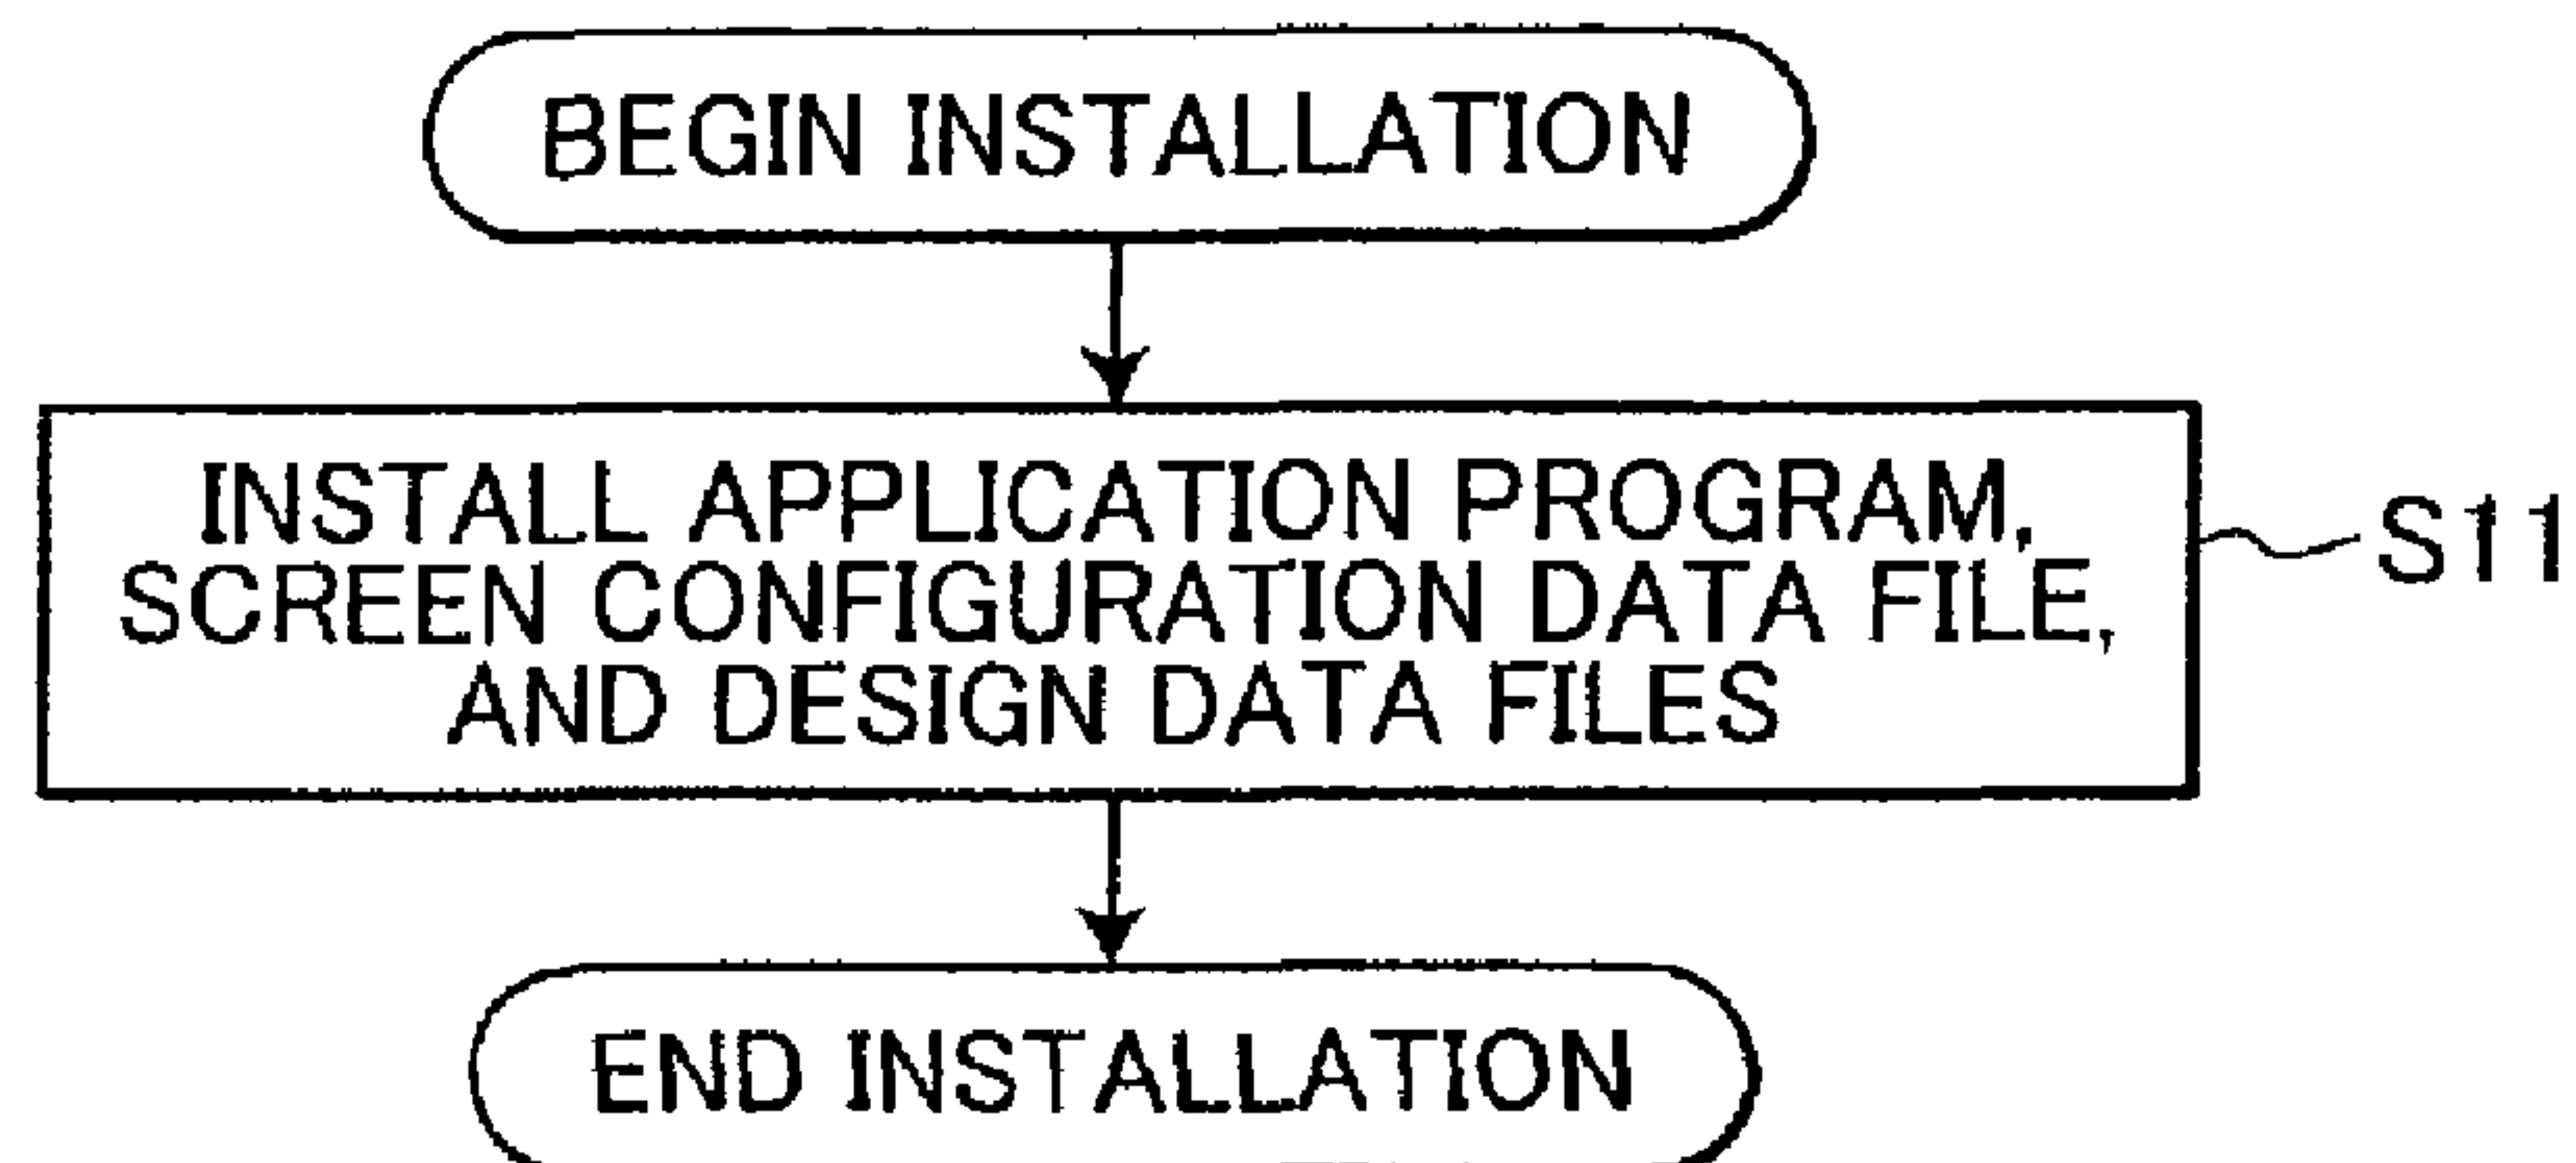 BEGIN INSTALLATION
INSTALL APPLICATION PROGRAM,
SCREEN CONFIGURATION DATA FILE,
AND DESIGN DATA FILES
S11
END INSTALLATION